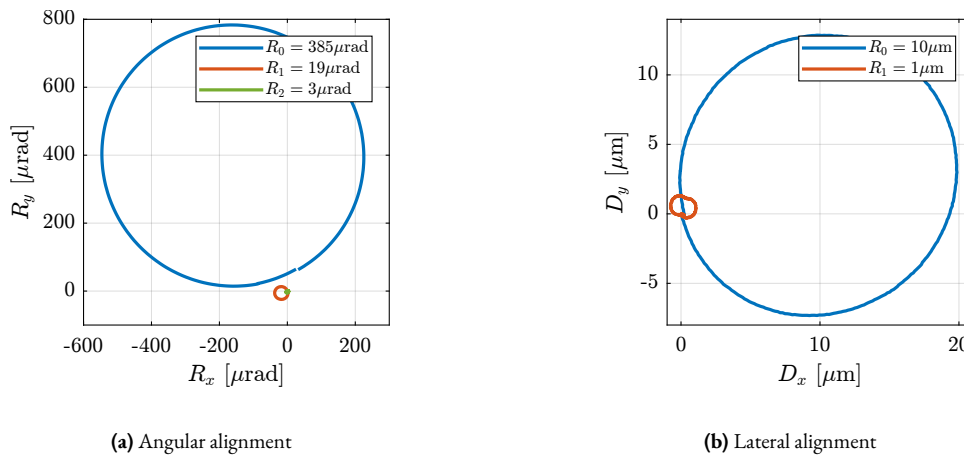 800
600
400
200
0
-600
-400
-200
0
200
R_y [μrad]
R_x [μrad]
R_0 = 385μrad
R_1 = 19μrad
R_2 = 3μrad
(a) Angular alignment
10
5
0
-5
0
10
20
D_y [μm]
D_x [μm]
R_0 = 10μm
R_1 = 1μm
(b) Lateral alignment